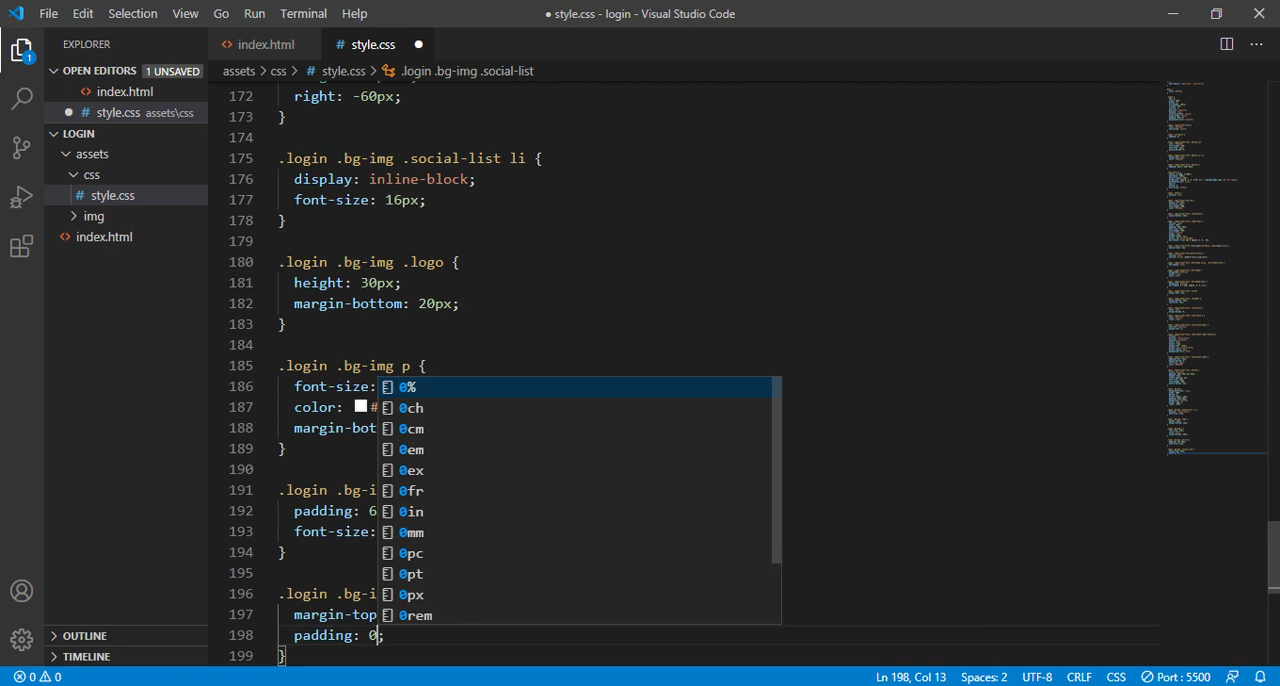 File Edit Selection View Go Run Terminal Help
● style.css - login - Visual Studio Code
EXPLORER
<> index.html
# style.css ●
OPEN EDITORS 1 UNSAVED
assets > css > # style.css > .login .bg-img .social-list
<> index.html
● # style.css assets\css
LOGIN
assets
css
# style.css
img
<> index.html
172 right: -60px;
173 }
174
175 .login .bg-img .social-list li {
176 display: inline-block;
177 font-size: 16px;
178 }
179
180 .login .bg-img .logo {
181 height: 30px;
182 margin-bottom: 20px;
183 }
184
185 .login .bg-img p {
186 font-size: 0%
187 color: # 0ch
188 margin-bot 0cm
189 } 0em
190 0ex
191 .login .bg-i 0fr
192 padding: 6 0in
193 font-size: 0mm
194 } 0pc
195 0pt
196 .login .bg-i 0px
197 margin-top 0rem
198 padding: 0;
199 }
1
OUTLINE
TIMELINE
0 0
Ln 198, Col 13 Spaces: 2 UTF-8 CRLF CSS Port : 5500